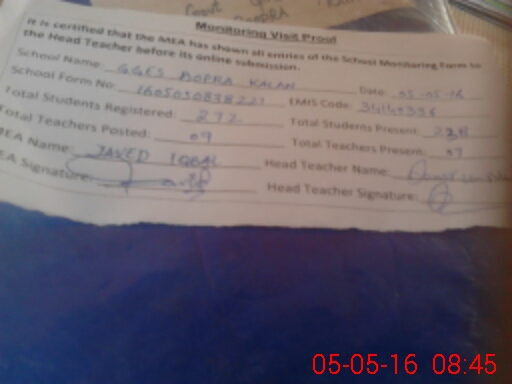 Monitoring Visit Proof
It is certified that the MEA has shown all entries of the School Monitoring Form to
the Head Teacher before its online submission.
School Name: GGES BOPRA KALAN Date: 05-05-16
School Form No: EMIS Code:
Total Students Registered: 272 Total Students Present: 228
Total Teachers Posted: 09 Total Teachers Present: 07
MEA Name: JAVED IQBAL Head Teacher Name:
MEA Signature: Head Teacher Signature:
05-05-16 08:45